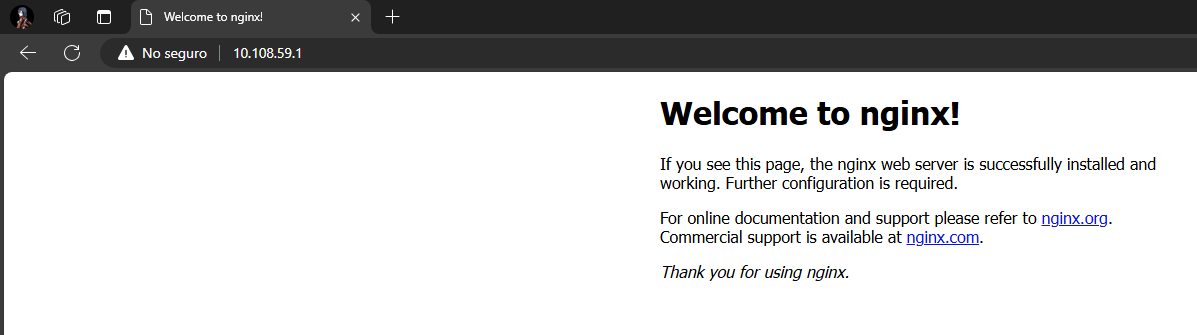 Welcome to nginx!
No seguro
10.108.59.1
Welcome to nginx!
If you see this page, the nginx web server is successfully installed and
working. Further configuration is required.
For online documentation and support please refer to nginx.org.
Commercial support is available at nginx.com.
Thank you for using nginx.